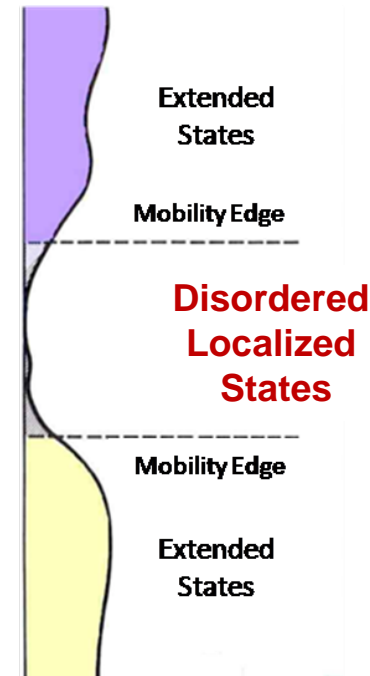 Extended
States
Mobility Edge
Disordered
Localized
States
Mobility Edge
Extended
States